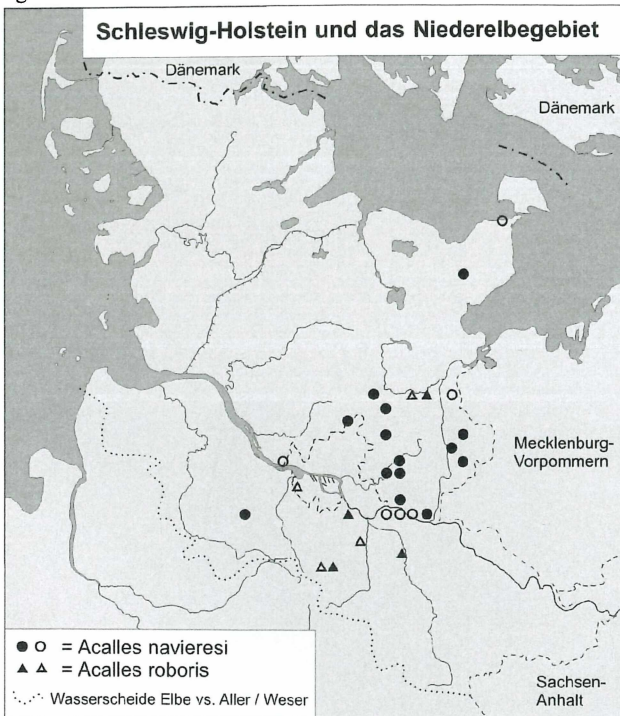 Schleswig-Holstein und das Niederelbegebiet
Dänemark
Dänemark
Mecklenburg-
Vorpommern
● ○ = Acalles navieresi
▲ △ = Acalles roboris
Wasserscheide Elbe vs. Aller / Weser
Sachsen-
Anhalt